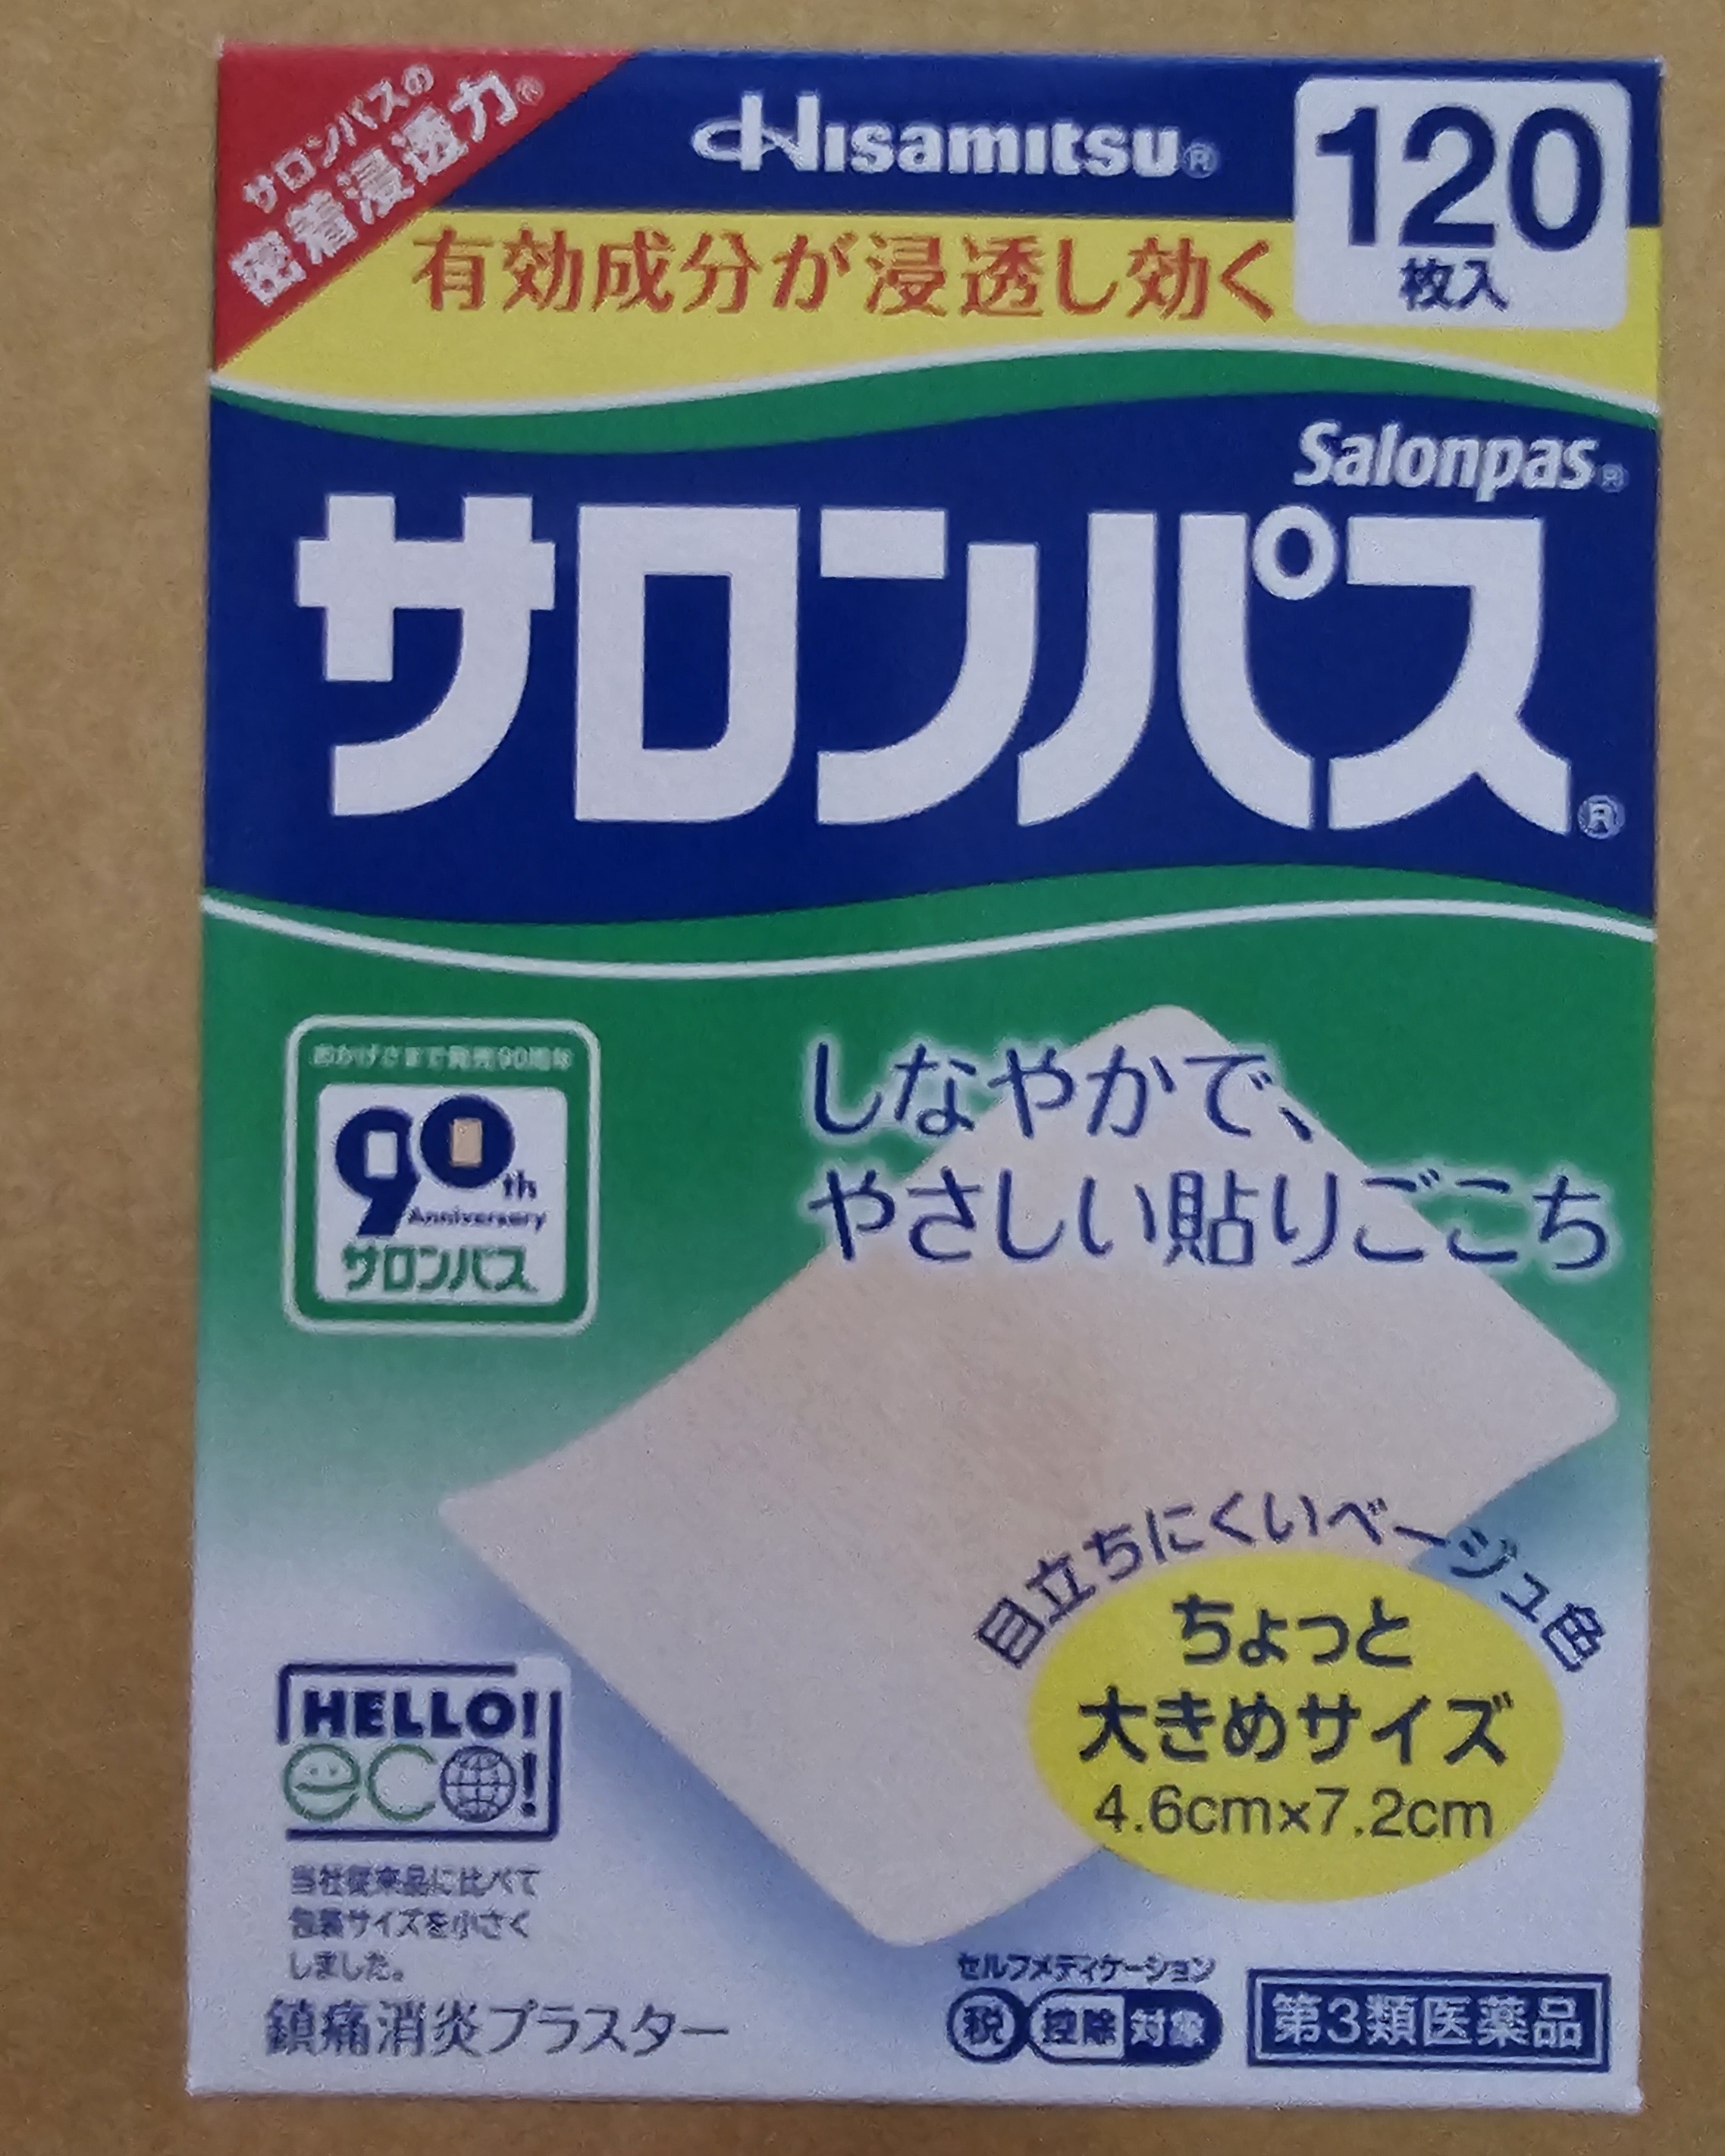 サロンパスの
密着浸透力®
Hisamitsu®
120
枚入
有効成分が浸透し効く
Salonpas®
サロンパス®
おかげさまで発売90周年
90th
Anniversary
サロンパス
しなやかで、
やさしい貼りごこち
目立ちにくいベージュ色
ちょっと
大きめサイズ
4.6cm×7.2cm
HELLO!
eco!
当社従来品に比べて
包装サイズを小さく
しました。
鎮痛消炎プラスター
セルフメディケーション
税 控除 対象
第3類医薬品